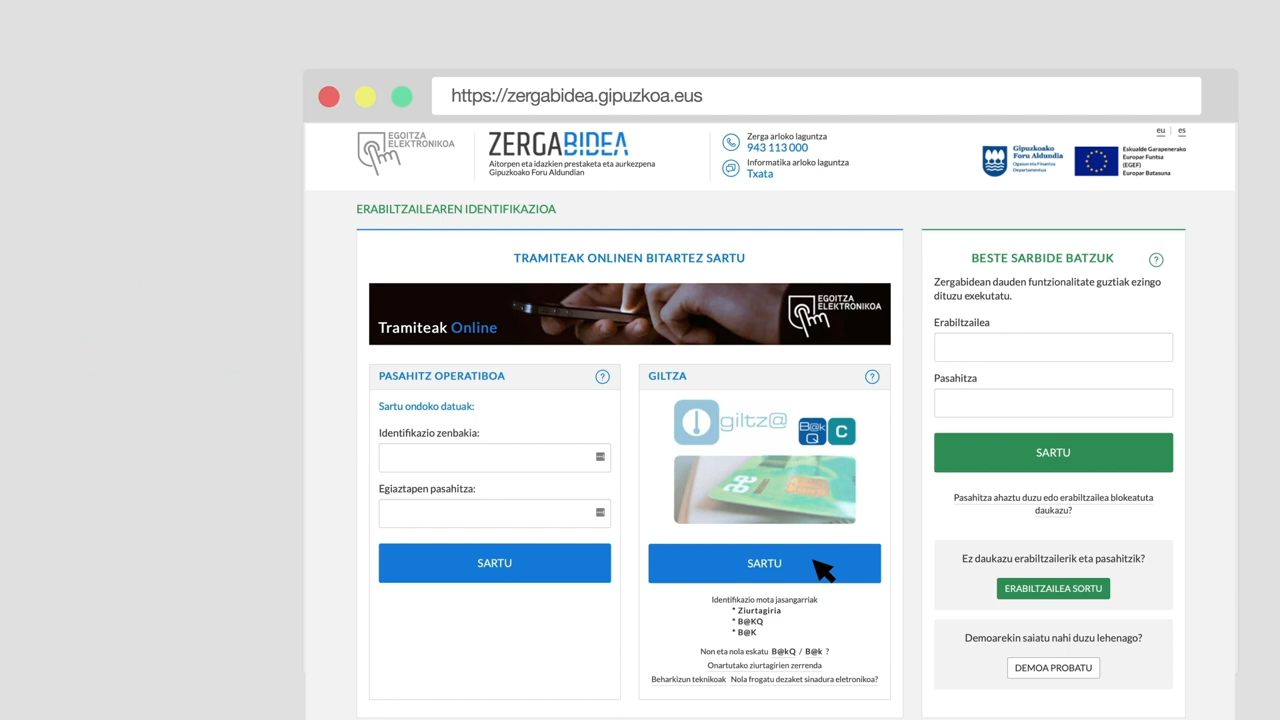 https://zergabidea.gipuzkoa.eus
EGOITZA
ELEKTRONIKOA
ZERGABIDEA
Aitorpen eta idazkien prestaketa eta aurkezpena
Gipuzkoako Foru Aldundian
Zerga arloko laguntza
943 113 000
Informatika arloko laguntza
Txata
eu | es
Gipuzkoako
Foru Aldundia
Ogasun eta Finantza
Departamentua
Eskualde Garapenerako
Europar Funtsa
(EGEF)
Europar Batasuna
ERABILTZAILEAREN IDENTIFIKAZIOA
TRAMITEAK ONLINEN BITARTEZ SARTU
Tramiteak Online
EGOITZA
ELEKTRONIKOA
PASAHITZ OPERATIBOA ?
Sartu ondoko datuak:
Identifikazio zenbakia:
Egiaztapen pasahitza:
SARTU
GILTZA ?
giltz@
B@k
Q
C
SARTU
Identifikazio mota jasangarriak
* Ziurtagiria
* B@KQ
* B@K
Non eta nola eskatu B@kQ / B@k ?
Onartutako ziurtagirien zerrenda
Beharkizun teknikoak Nola frogatu dezaket sinadura eletronikoa?
BESTE SARBIDE BATZUK ?
Zergabidean dauden funtzionalitate guztiak ezingo
dituzu exekutatu.
Erabiltzailea
Pasahitza
SARTU
Pasahitza ahaztu duzu edo erabiltzailea blokeatuta
daukazu?
Ez daukazu erabiltzailerik eta pasahitzik?
ERABILTZAILEA SORTU
Demoarekin saiatu nahi duzu lehenago?
DEMOA PROBATU